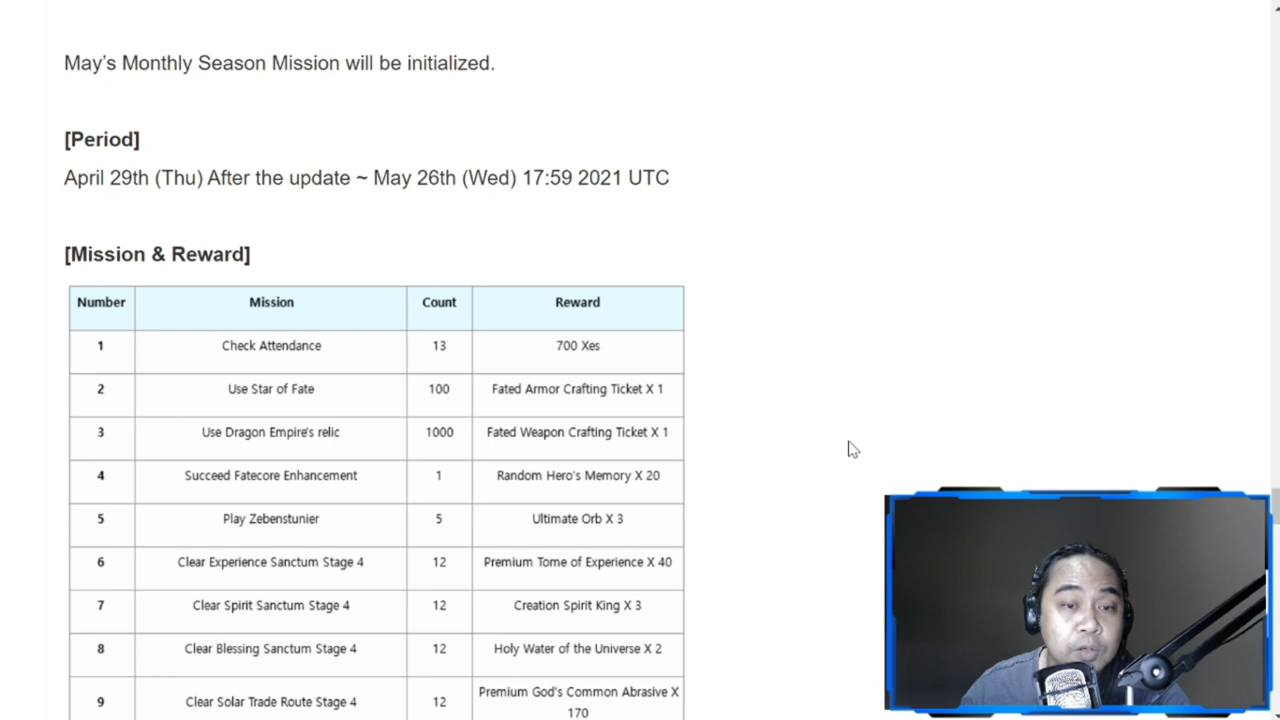 May’s Monthly Season Mission will be initialized.
[Period]
April 29th (Thu) After the update ~ May 26th (Wed) 17:59 2021 UTC
[Mission & Reward]
Number Mission Count Reward
1 Check Attendance 13 700 Xes
2 Use Star of Fate 100 Fated Armor Crafting Ticket X 1
3 Use Dragon Empire's relic 1000 Fated Weapon Crafting Ticket X 1
4 Succeed Fatecore Enhancement 1 Random Hero's Memory X 20
5 Play Zebenstunier 5 Ultimate Orb X 3
6 Clear Experience Sanctum Stage 4 12 Premium Tome of Experience X 40
7 Clear Spirit Sanctum Stage 4 12 Creation Spirit King X 3
8 Clear Blessing Sanctum Stage 4 12 Holy Water of the Universe X 2
9 Clear Solar Trade Route Stage 4 12 Premium God's Common Abrasive X
170